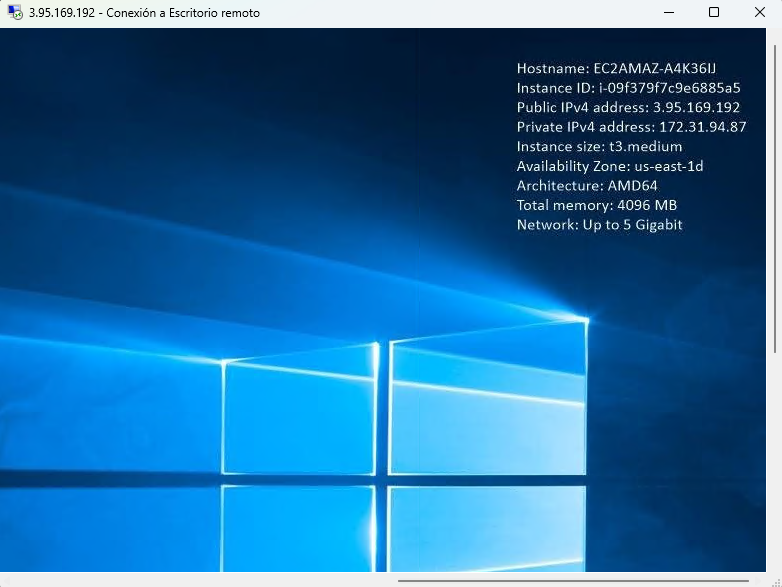 3.95.169.192 - Conexión a Escritorio remoto
Hostname: EC2AMAZ-A4K36IJ
Instance ID: i-09f379f7c9e6885a5
Public IPv4 address: 3.95.169.192
Private IPv4 address: 172.31.94.87
Instance size: t3.medium
Availability Zone: us-east-1d
Architecture: AMD64
Total memory: 4096 MB
Network: Up to 5 Gigabit